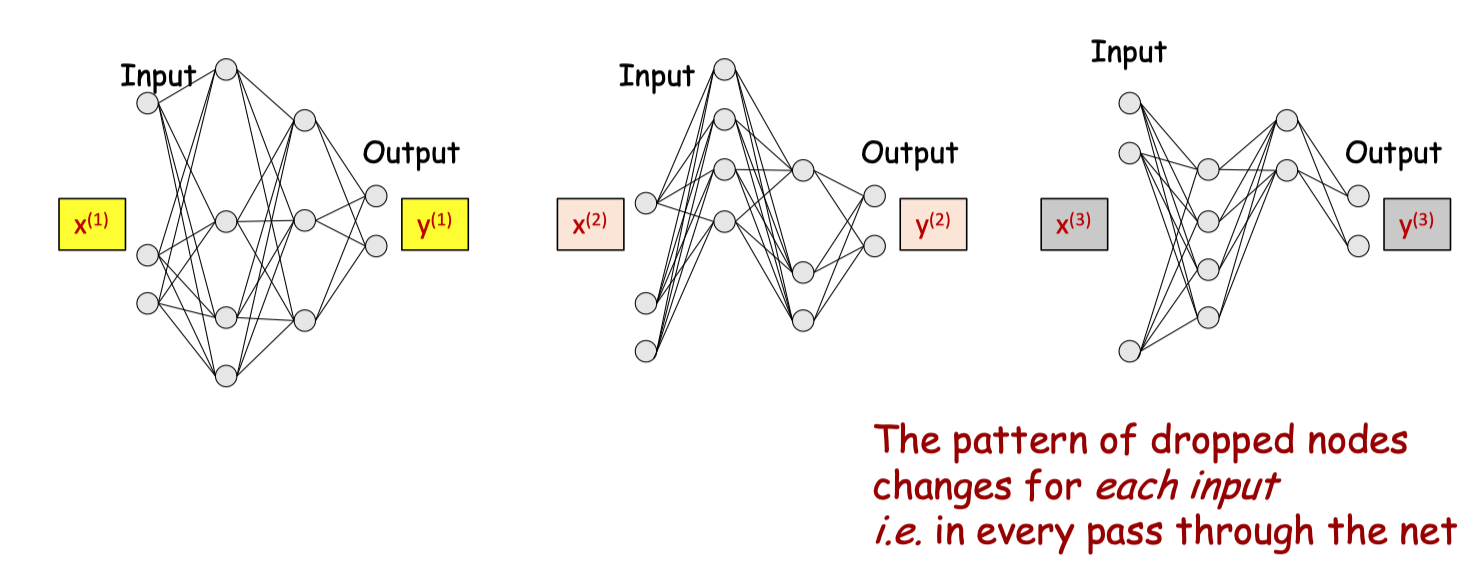 Input
Output
x(1)
y(1)
Input
Output
x(2)
y(2)
Input
Output
x(3)
y(3)
The pattern of dropped nodes
changes for each input
i.e. in every pass through the net